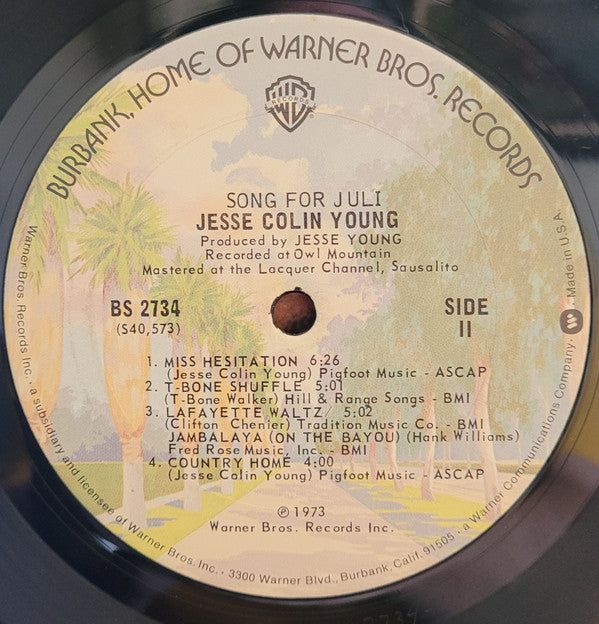 BURBANK, HOME OF WARNER BROS. RECORDS
WB
RECORDS
SONG FOR JULI
JESSE COLIN YOUNG
Produced by JESSE YOUNG
Recorded at Owl Mountain
Mastered at the Lacquer Channel, Sausalito
BS 2734
(S40,573)
SIDE
II
1. MISS HESITATION 6:26
(Jesse Colin Young) Pigfoot Music - ASCAP
2. T-BONE SHUFFLE 5:01
(T-Bone Walker) Hill & Range Songs - BMI
3. LAFAYETTE WALTZ 5:02
(Clifton Chenier) Tradition Music Co. - BMI
JAMBALAYA (ON THE BAYOU) (Hank Williams)
Fred Rose Music, Inc. - BMI
4. COUNTRY HOME 4:00
(Jesse Colin Young) Pigfoot Music - ASCAP
℗ 1973
Warner Bros. Records Inc.
Warner Bros. Records Inc. • a subsidiary and licensee of Warner Bros. Inc. • 3300 Warner Blvd., Burbank, Calif. 91505 • a Warner Communications Company. • Made in U.S.A.